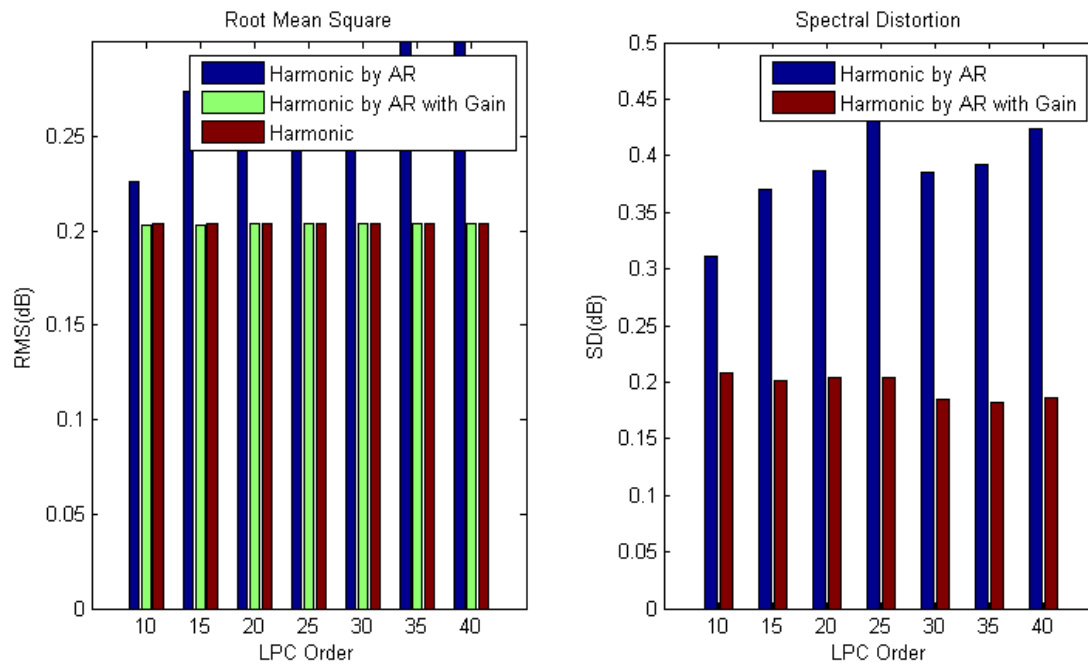 Root Mean Square
Harmonic by AR
Harmonic by AR with Gain
Harmonic
0.25
0.2
0.15
0.1
0.05
0
RMS(dB)
10 15 20 25 30 35 40
LPC Order
Spectral Distortion
Harmonic by AR
Harmonic by AR with Gain
0.5
0.45
0.4
0.35
0.3
0.25
0.2
0.15
0.1
0.05
0
SD(dB)
10 15 20 25 30 35 40
LPC Order